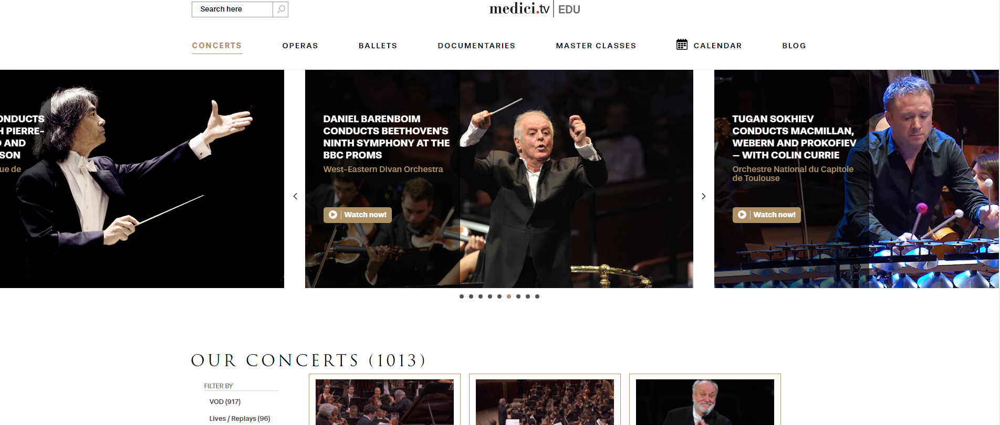 Search here
medici.tv EDU
CONCERTS
OPERAS
BALLETS
DOCUMENTARIES
MASTER CLASSES
CALENDAR
BLOG
ONDUCTS
H PIERRE-
O AND
SON
ue de
DANIEL BARENBOIM
CONDUCTS BEETHOVEN'S
NINTH SYMPHONY AT THE
BBC PROMS
West-Eastern Divan Orchestra
Watch now!
TUGAN SOKHIEV
CONDUCTS MACMILLAN,
WEBERN AND PROKOFIEV
– WITH COLIN CURRIE
Orchestre National du Capitole
de Toulouse
Watch now!
OUR CONCERTS (1013)
FILTER BY
VOD (917)
Lives / Replays (96)